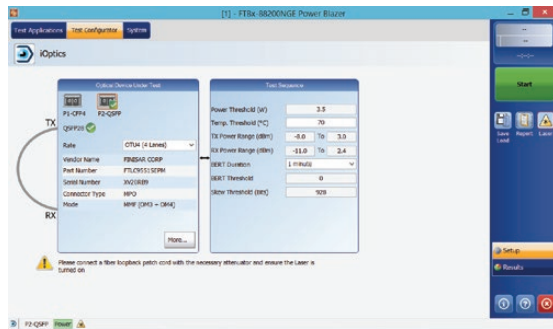 [1] - FTBx-88200NGE Power Blazer
Test Applications
Test Configurator
System
iOptics
Optical Device Under Test
P1-CFP4
P2-QSFP
QSFP28
TX
RX
Rate
OTU4 (4 Lanes)
Vendor Name
FINISAR CORP
Part Number
FTLC9551SEPM
Serial Number
Connector Type
MPO
Mode
MMF (OM3 - OM4)
More...
Test Sequence
Power Threshold (W)
3.5
Temp. Threshold (°C)
70
TX Power Range (dBm)
-8.0 To 3.0
RX Power Range (dBm)
-11.0 To 2.4
BERT Duration
1 minute
BERT Threshold
0
Skew Threshold (bits)
928
Please connect a fiber loopback patch cord with the necessary attenuator and ensure the Laser is
turned on
--
--
--:--:--
Start
Save
Load
Report
Laser
Setup
Results
P2-QSFP
Power